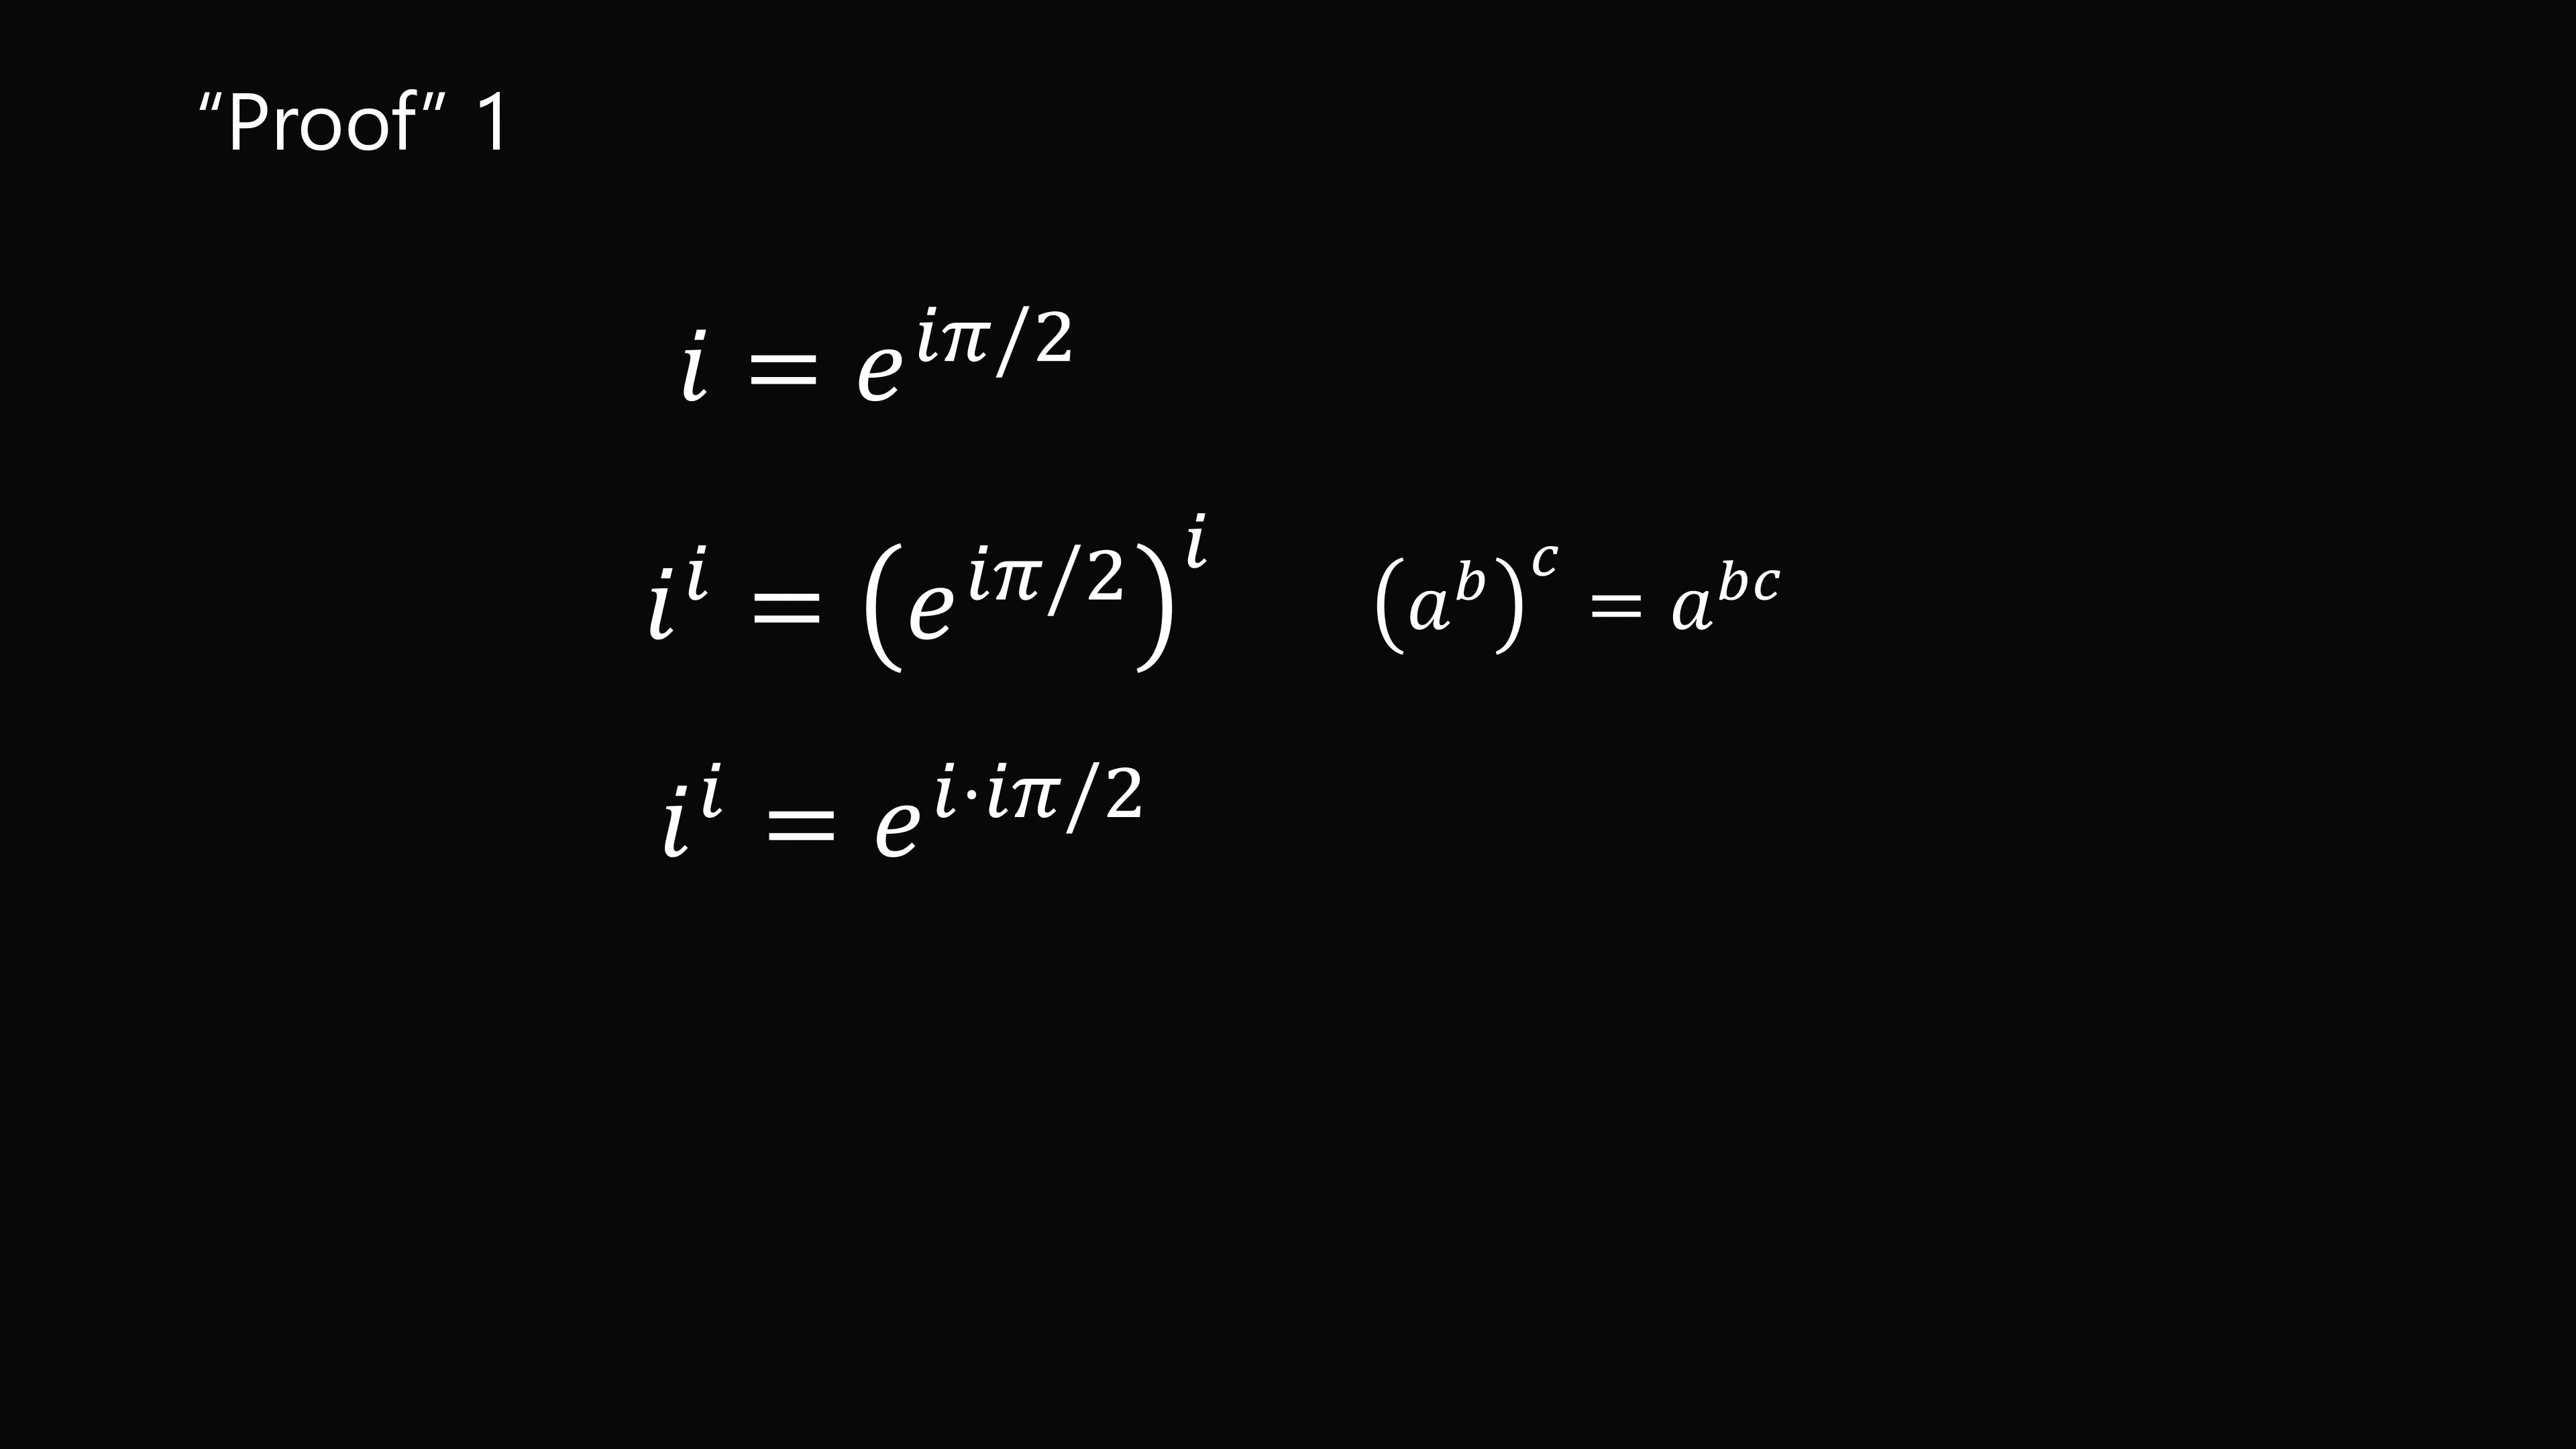 “Proof” 1
i = e^{iπ/2}
i^i = (e^{iπ/2})^i (a^b)^c = a^{bc}
i^i = e^{i·iπ/2}